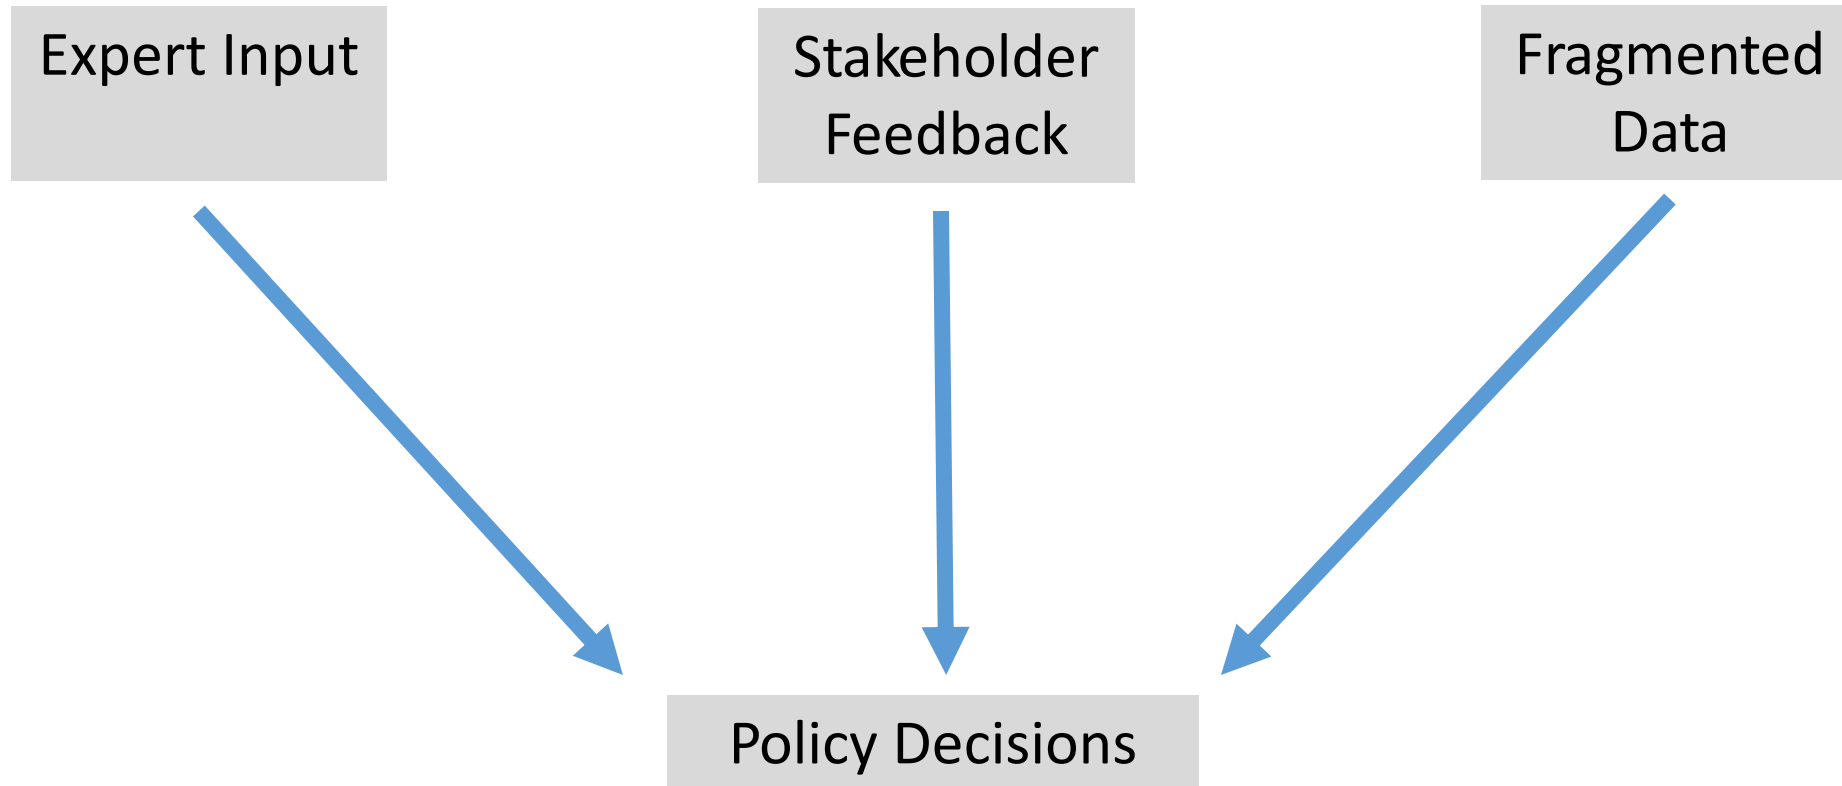 Expert Input
Stakeholder
Feedback
Fragmented
Data
Policy Decisions